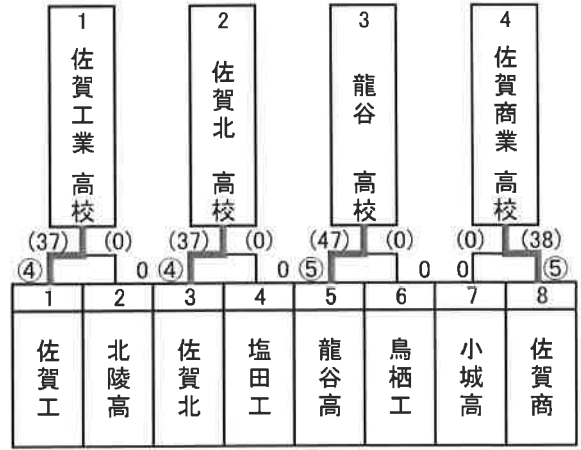 1 2 3 4
佐賀工業 高校
佐賀北 高校
龍谷 高校
佐賀商業 高校
(37) (0) (37) (0) (47) (0) (0) (38)
④ 0 ④ 0 ⑤ 0 0 ⑤
1 2 3 4 5 6 7 8
佐賀工
北陵高
佐賀北
塩田工
龍谷高
鳥栖工
小城高
佐賀商